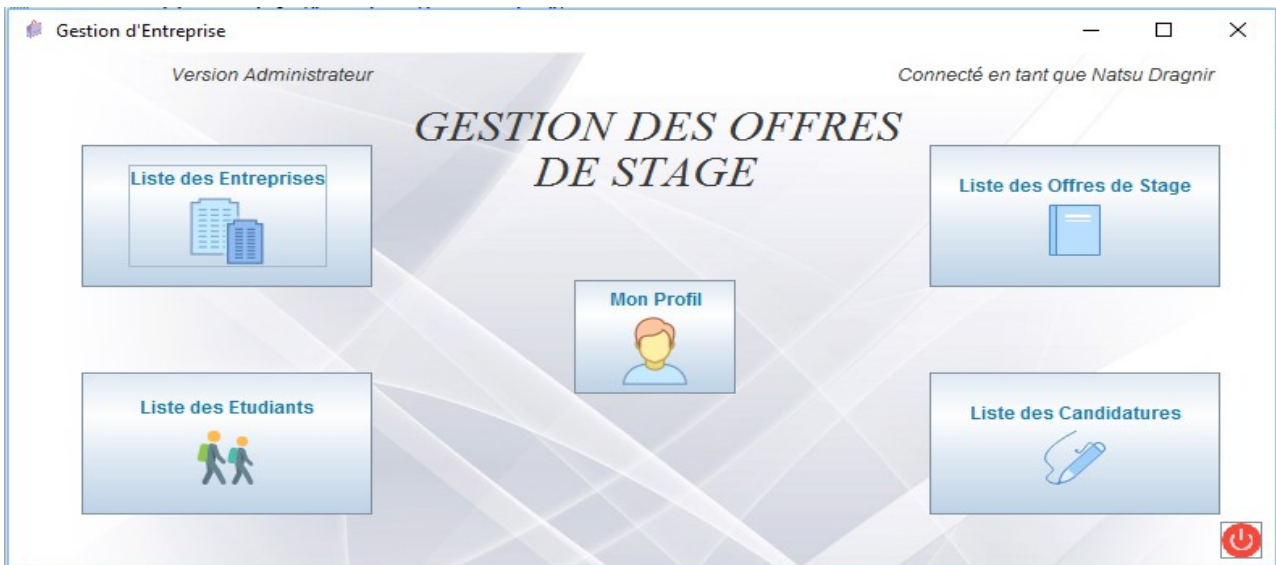 Gestion d'Entreprise
Version Administrateur
Connecté en tant que Natsu Dragnir
GESTION DES OFFRES
DE STAGE
Liste des Entreprises
Liste des Offres de Stage
Mon Profil
Liste des Etudiants
Liste des Candidatures